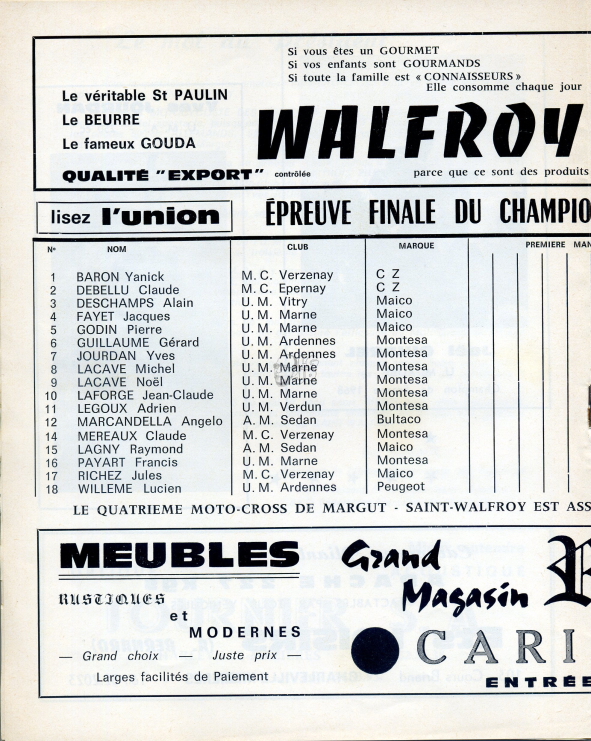 Si vous êtes un GOURMET
Si vos enfants sont GOURMANDS
Si toute la famille est « CONNAISSEURS »
Elle consomme chaque jour
Le véritable St PAULIN
Le BEURRE
Le fameux GOUDA
WALFROY
QUALITÉ "EXPORT" contrôlée
parce que ce sont des produits
lisez l'union
ÉPREUVE FINALE DU CHAMPIO
N° NOM CLUB MARQUE PREMIERE MAN
1 BARON Yanick M. C. Verzenay C Z
2 DEBELLU Claude M. C. Epernay C Z
3 DESCHAMPS Alain U. M. Vitry Maico
4 FAYET Jacques U. M. Marne Maico
5 GODIN Pierre U. M. Marne Maico
6 GUILLAUME Gérard U. M. Ardennes Montesa
7 JOURDAN Yves U. M. Ardennes Montesa
8 LACAVE Michel U. M. Marne Montesa
9 LACAVE Noël U. M. Marne Montesa
10 LAFORGE Jean-Claude U. M. Marne Montesa
11 LEGOUX Adrien U. M. Verdun Montesa
12 MARCANDELLA Angelo A. M. Sedan Bultaco
14 MEREAUX Claude M. C. Verzenay Montesa
15 LAGNY Raymond A. M. Sedan Maico
16 PAYART Francis U. M. Marne Montesa
17 RICHEZ Jules M. C. Verzenay Maico
18 WILLEME Lucien U. M. Ardennes Peugeot
LE QUATRIEME MOTO-CROSS DE MARGUT - SAINT-WALFROY EST ASS
MEUBLES
RUSTIQUES
et
MODERNES
— Grand choix — Juste prix —
Larges facilités de Paiement
Grand
Magasin
CARI
ENTRÉE